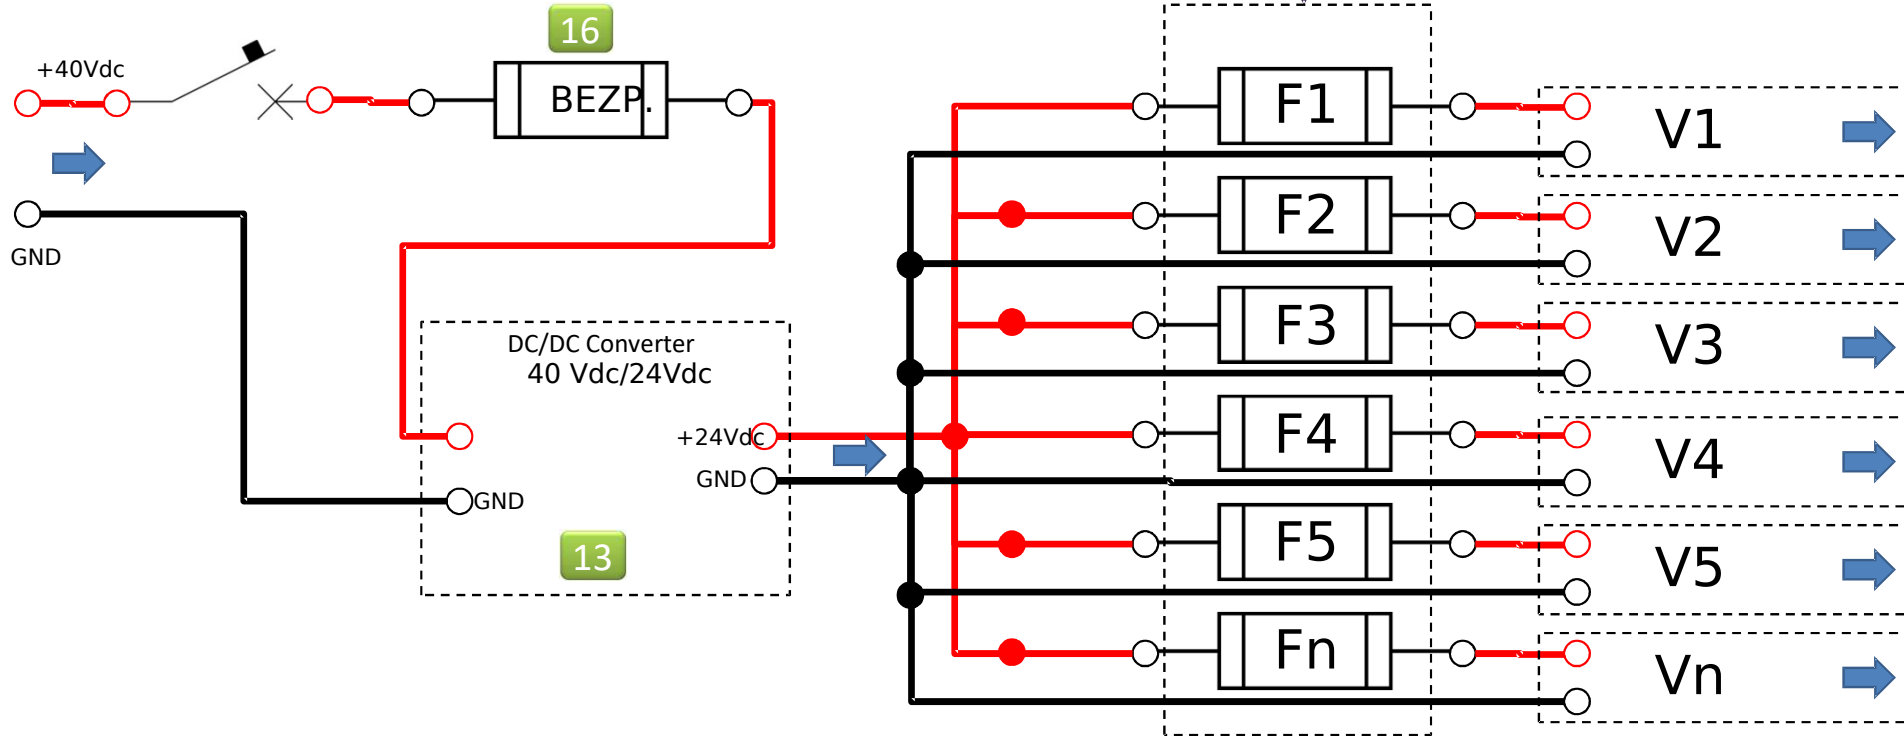 16
+40Vdc
BEZP.
GND
DC/DC Converter
40 Vdc/24Vdc
+24Vdc
GND
GND
13
F1
V1
F2
V2
F3
V3
F4
V4
F5
V5
Fn
Vn